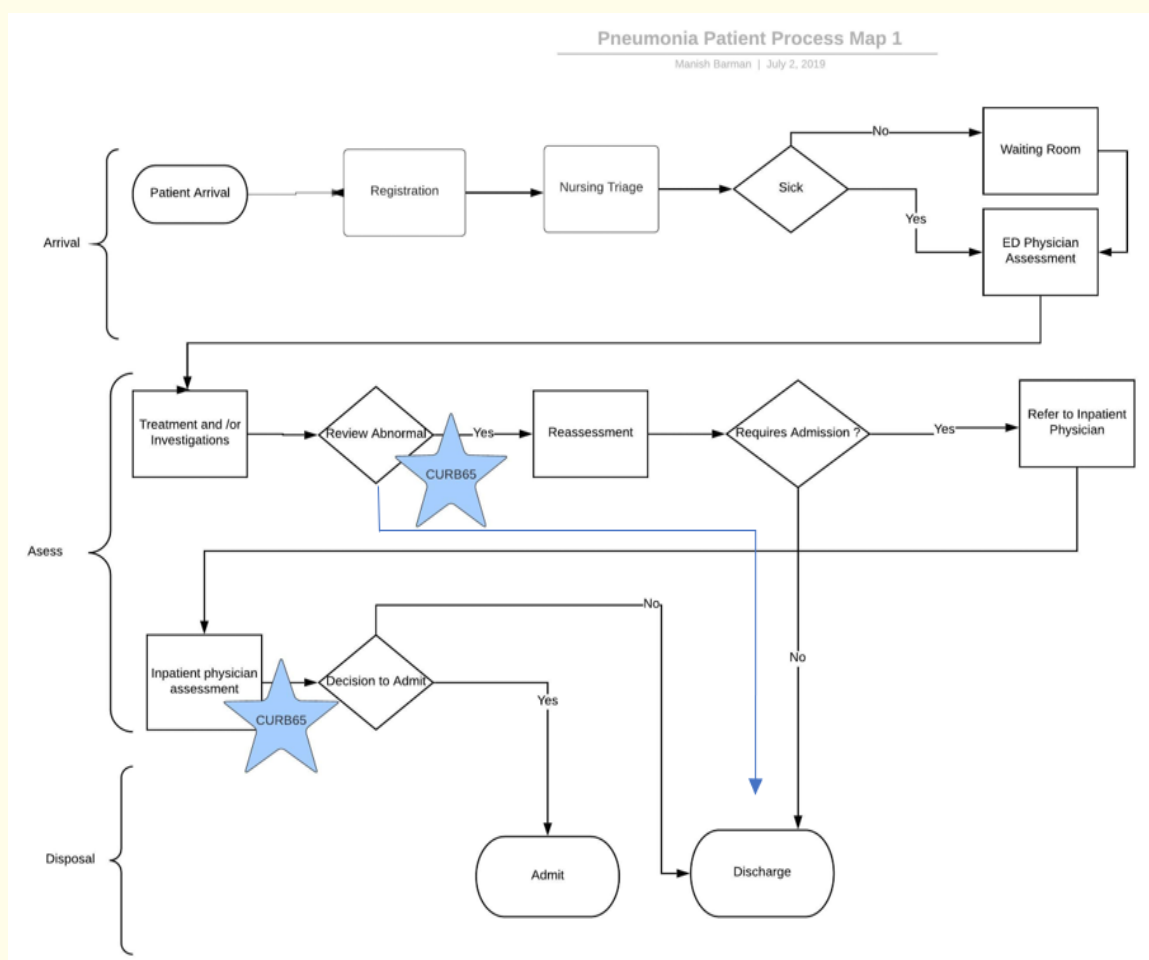 Pneumonia Patient Process Map 1
Manish Barman | July 2, 2019
Arrival
Patient Arrival
Registration
Nursing Triage
Sick
No
Yes
Waiting Room
ED Physician
Assessment
Asess
Treatment and /or
Investigations
Review Abnormal
Yes
CURB65
Reassessment
Requires Admission ?
Yes
Refer to Inpatient
Physician
No
Inpatient physician
assessment
CURB65
Decision to Admit
No
Yes
Disposal
Admit
Discharge